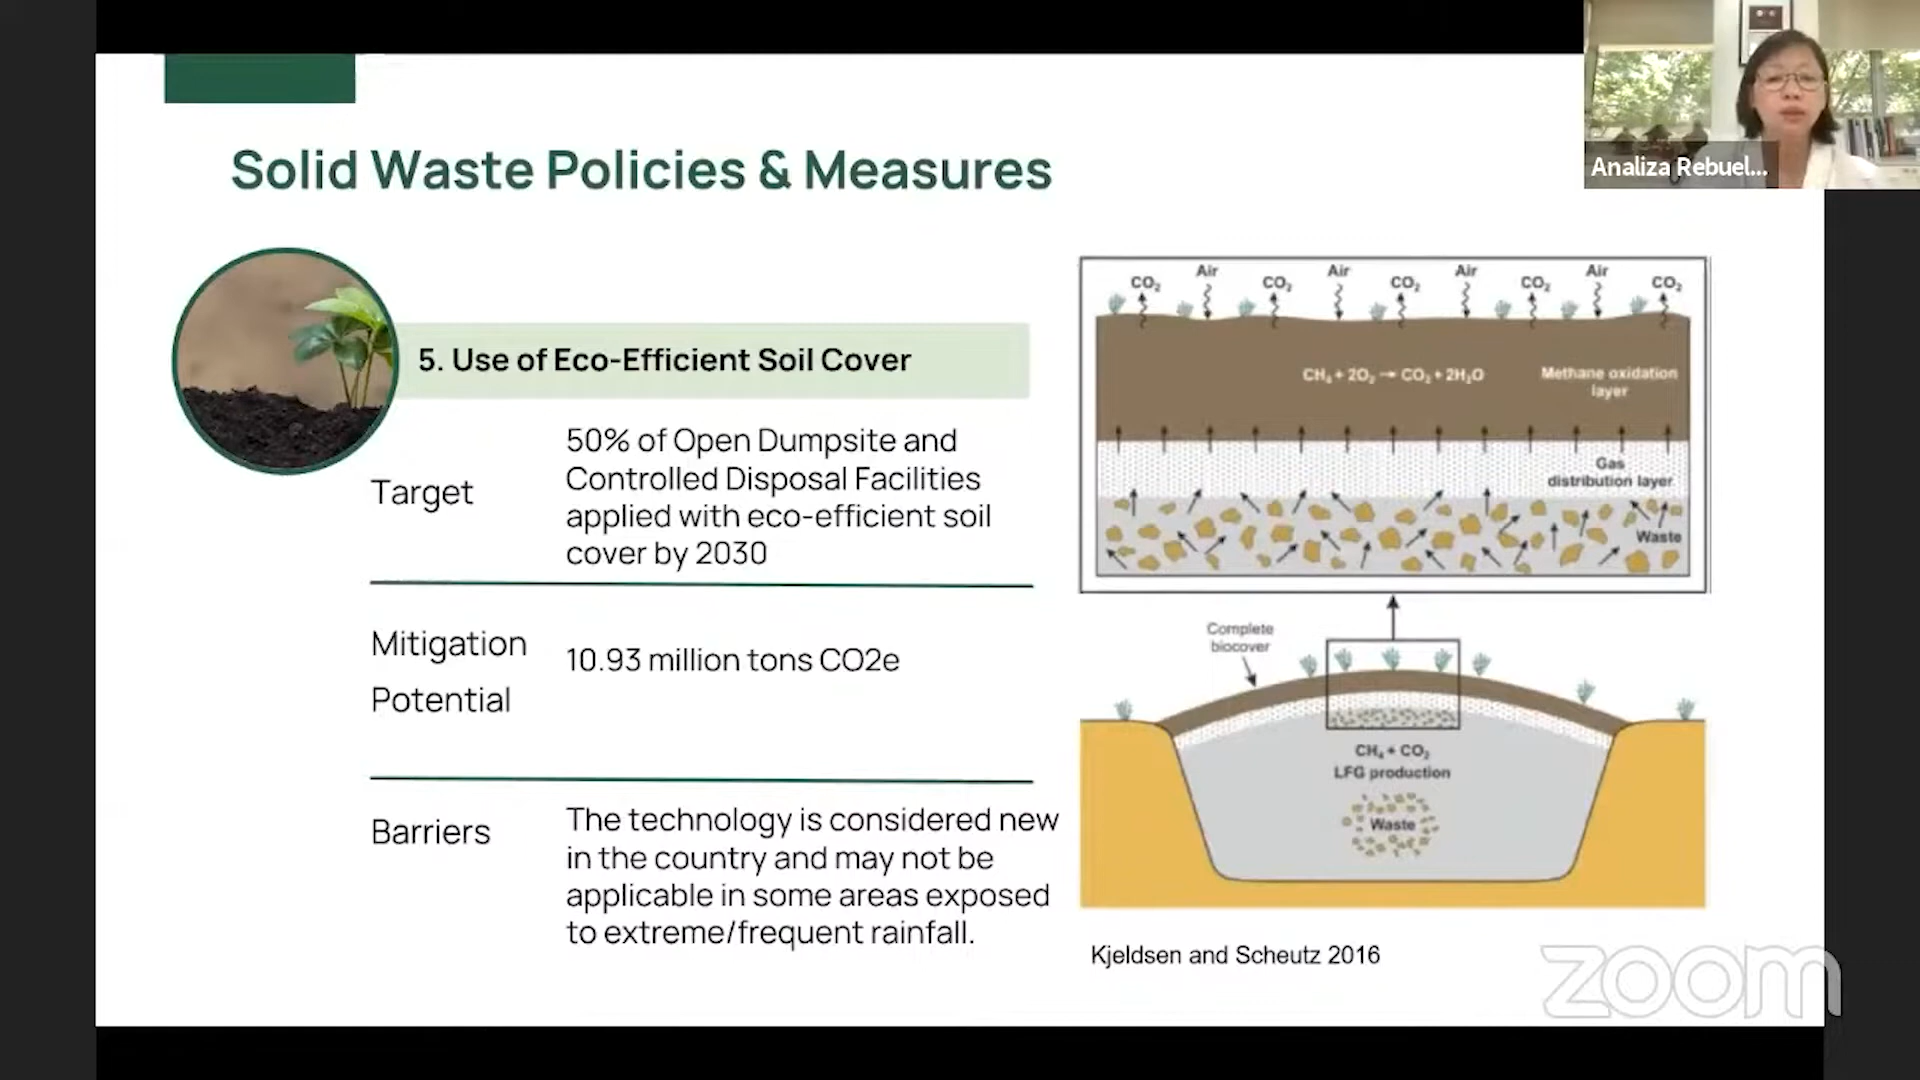 Analiza Rebuel...
Solid Waste Policies & Measures
5. Use of Eco-Efficient Soil Cover
Target
50% of Open Dumpsite and
Controlled Disposal Facilities
applied with eco-efficient soil
cover by 2030
Mitigation
Potential
10.93 million tons CO2e
Barriers
The technology is considered new
in the country and may not be
applicable in some areas exposed
to extreme/frequent rainfall.
CO₂ Air CO₂ Air CO₂ Air CO₂ Air CO₂
CH₄ + 2O₂ → CO₂ + 2H₂O
Methane oxidation
layer
Gas
distribution layer
Waste
Complete
biocover
CH₄ + CO₂
LFG production
Waste
Kjeldsen and Scheutz 2016
zoom